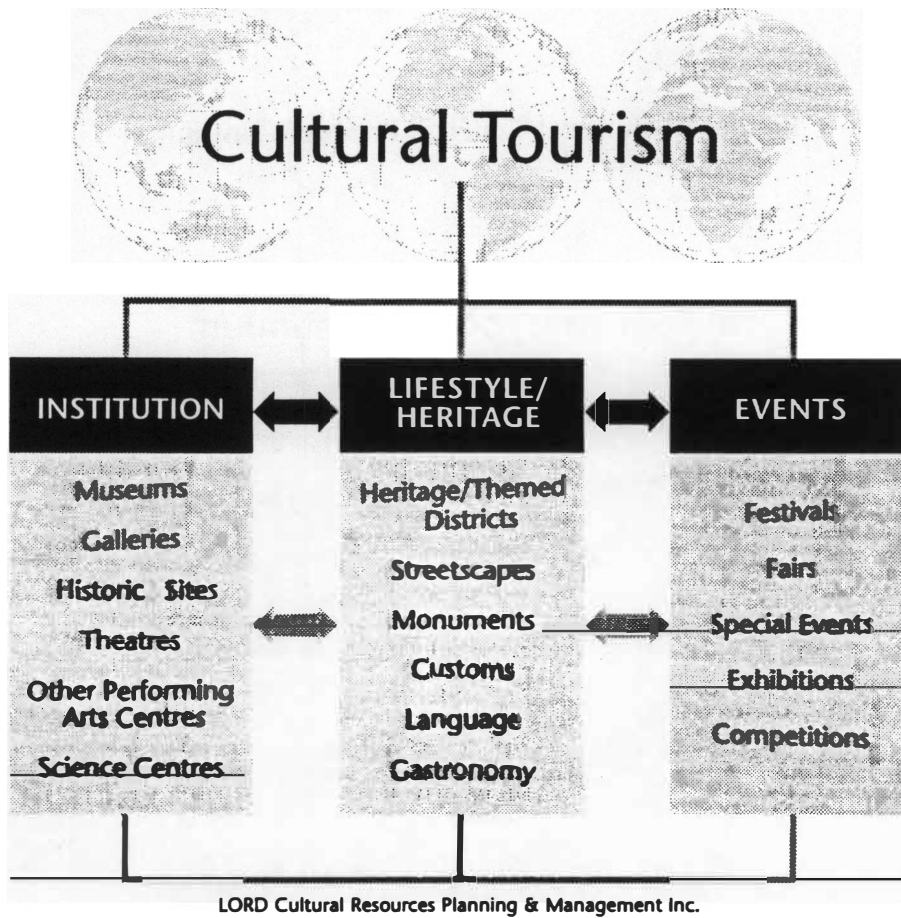 Cultural Tourism
INSTITUTION
Museums
Galleries
Historic Sites
Theatres
Other Performing
Arts Centres
Science Centres
LIFESTYLE/
HERITAGE
Heritage/Themed
Districts
Streetscapes
Monuments
Customs
Language
Gastronomy
EVENTS
Festivals
Fairs
Special Events
Exhibitions
Competitions
LORD Cultural Resources Planning & Management Inc.